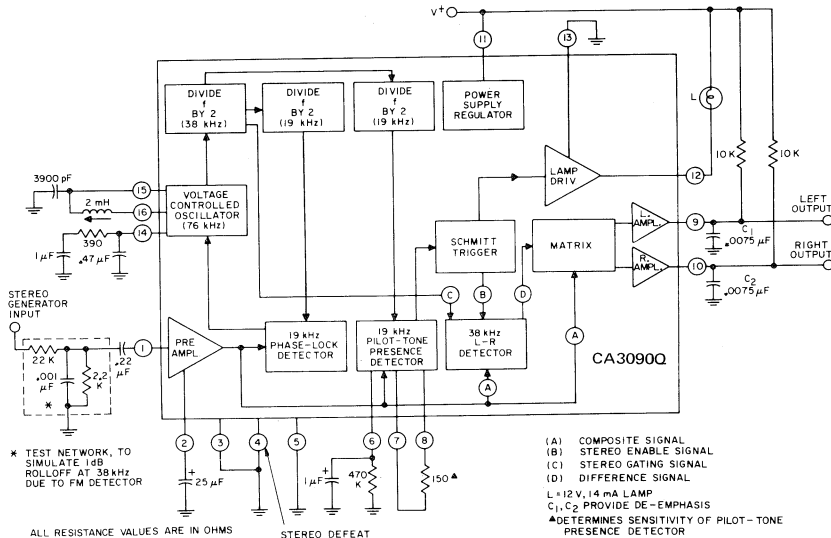 V+
11
13
DIVIDE
f
BY 2
(38 kHz)
DIVIDE
f
BY 2
(19 kHz)
DIVIDE
f
BY 2
(19 kHz)
POWER
SUPPLY
REGULATOR
L
10K
10K
LAMP
DRIV
12
3900 pF
15
2 mH
16
VOLTAGE
CONTROLLED
OSCILLATOR
(76 kHz)
14
390
1µF
.47µF
SCHMITT
TRIGGER
MATRIX
L.
AMPL.
9
LEFT
OUTPUT
C1
.0075 µF
R.
AMPL.
10
RIGHT
OUTPUT
C2
.0075 µF
STEREO
GENERATOR
INPUT
C
B
D
A
1
PRE
AMPL
19 kHz
PHASE-LOCK
DETECTOR
19 kHz
PILOT-TONE
PRESENCE
DETECTOR
38 kHz
L-R
DETECTOR
CA3090Q
22 K
.001
µF
2.2
K
.22
µF
*
A
2
3
4
5
6
7
8
* TEST NETWORK, TO
SIMULATE 1dB
ROLLOFF AT 38 kHz
DUE TO FM DETECTOR
+
25µF
+
1µF
470
K
150▲
(A) COMPOSITE SIGNAL
(B) STEREO ENABLE SIGNAL
(C) STEREO GATING SIGNAL
(D) DIFFERENCE SIGNAL
L=12V, 14 mA LAMP
C1, C2 PROVIDE DE-EMPHASIS
▲DETERMINES SENSITIVITY OF PILOT-TONE
PRESENCE DETECTOR
ALL RESISTANCE VALUES ARE IN OHMS
STEREO DEFEAT